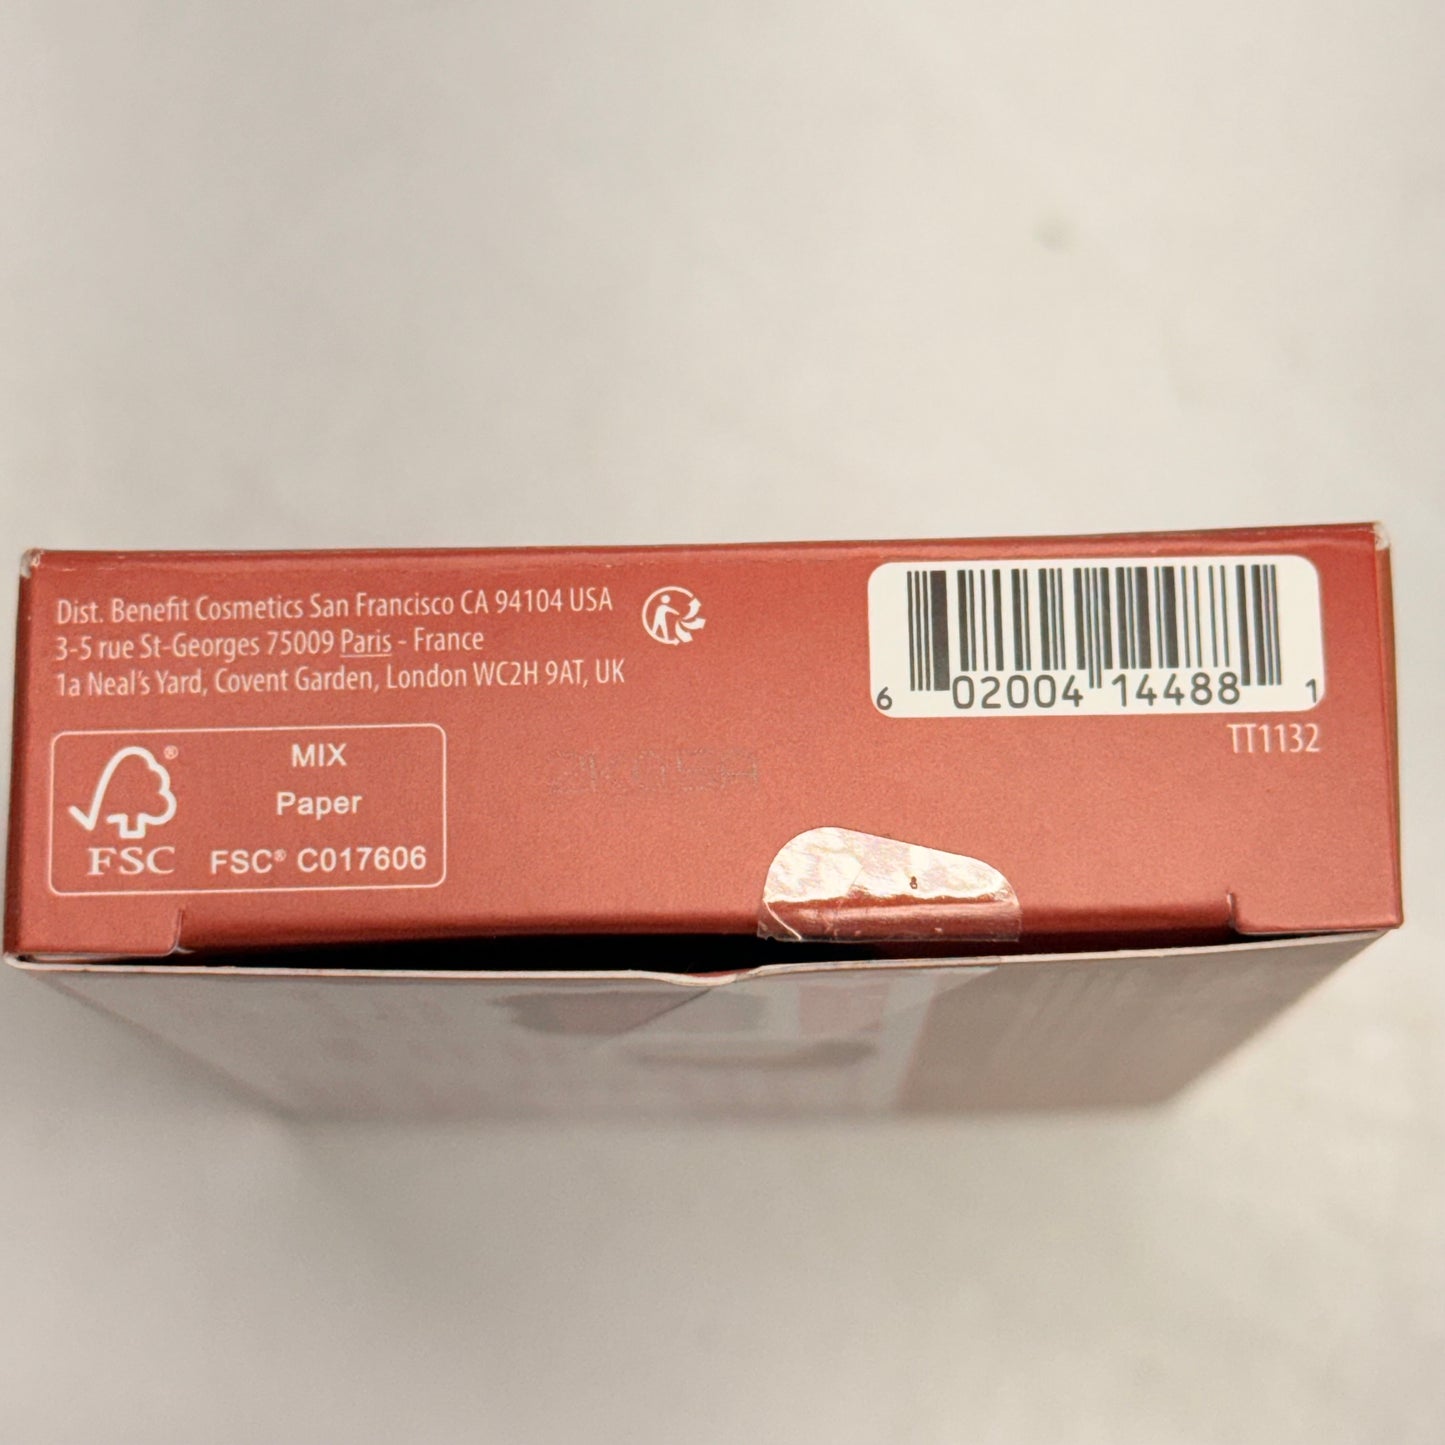 Dist. Benefit Cosmetics San Francisco CA 94104 USA
3-5 rue St-Georges 75009 Paris - France
1a Neal's Yard, Covent Garden, London WC2H 9AT, UK
6 02004 14488 1
TT1132
®
MIX
Paper
FSC
FSC® C017606